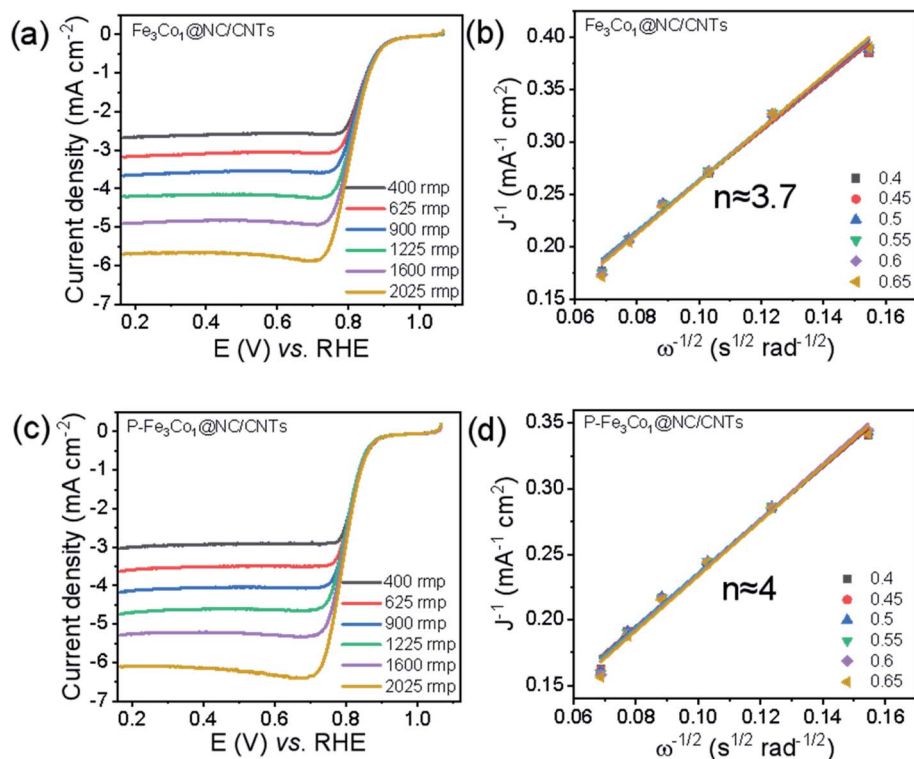 (a)
Fe₃Co₁@NC/CNTs
Current density (mA cm⁻²)
0
-1
-2
-3
-4
-5
-6
-7
400 rmp
625 rmp
900 rmp
1225 rmp
1600 rmp
2025 rmp
0.2 0.4 0.6 0.8 1.0
E (V) vs. RHE
(b)
Fe₃Co₁@NC/CNTs
J⁻¹ (mA⁻¹ cm²)
0.40
0.35
0.30
0.25
0.20
0.15
n≈3.7
0.4
0.45
0.5
0.55
0.6
0.65
0.06 0.08 0.10 0.12 0.14 0.16
ω⁻¹/² (s¹/² rad⁻¹/²)
(c)
P-Fe₃Co₁@NC/CNTs
Current density (mA cm⁻²)
0
-1
-2
-3
-4
-5
-6
-7
400 rmp
625 rmp
900 rmp
1225 rmp
1600 rmp
2025 rmp
0.2 0.4 0.6 0.8 1.0
E (V) vs. RHE
(d)
P-Fe₃Co₁@NC/CNTs
J⁻¹ (mA⁻¹ cm²)
0.35
0.30
0.25
0.20
0.15
n≈4
0.4
0.45
0.5
0.55
0.6
0.65
0.06 0.08 0.10 0.12 0.14 0.16
ω⁻¹/² (s¹/² rad⁻¹/²)